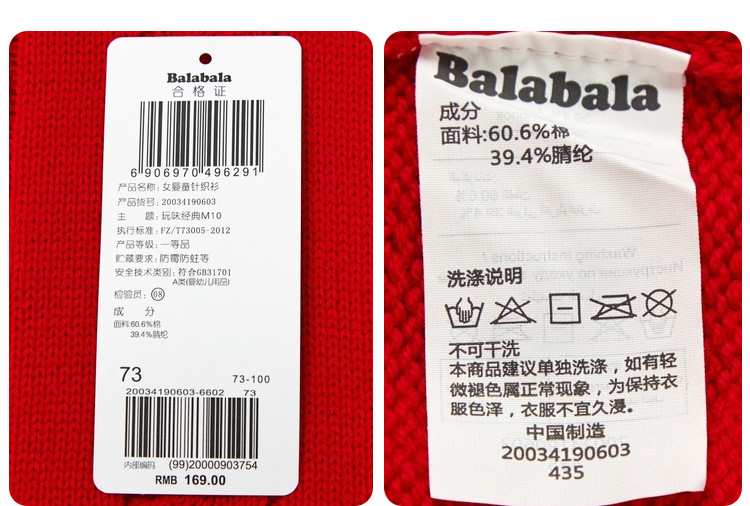 Balabala
合格证
6 906970 496291
产品名称: 女婴童针织衫
产品货号: 20034190603
主 题: 玩味经典M10
执行标准: FZ/T73005-2012
产品等级: 一等品
贮藏要求: 防霉防蛀等
安全技术类别: 符合GB31701
A类(婴幼儿用品)
检验员: 08
成 分
面料:60.6%棉
39.4%腈纶
73 73-100
20034190603-6602 73
内部编码 (99)20000903754
RMB 169.00
Balabala
成分
面料:60.6%棉
39.4%腈纶
洗涤说明
不可干洗
本商品建议单独洗涤，如有轻
微褪色属正常现象，为保持衣
服色泽，衣服不宜久浸。
中国制造
20034190603
435